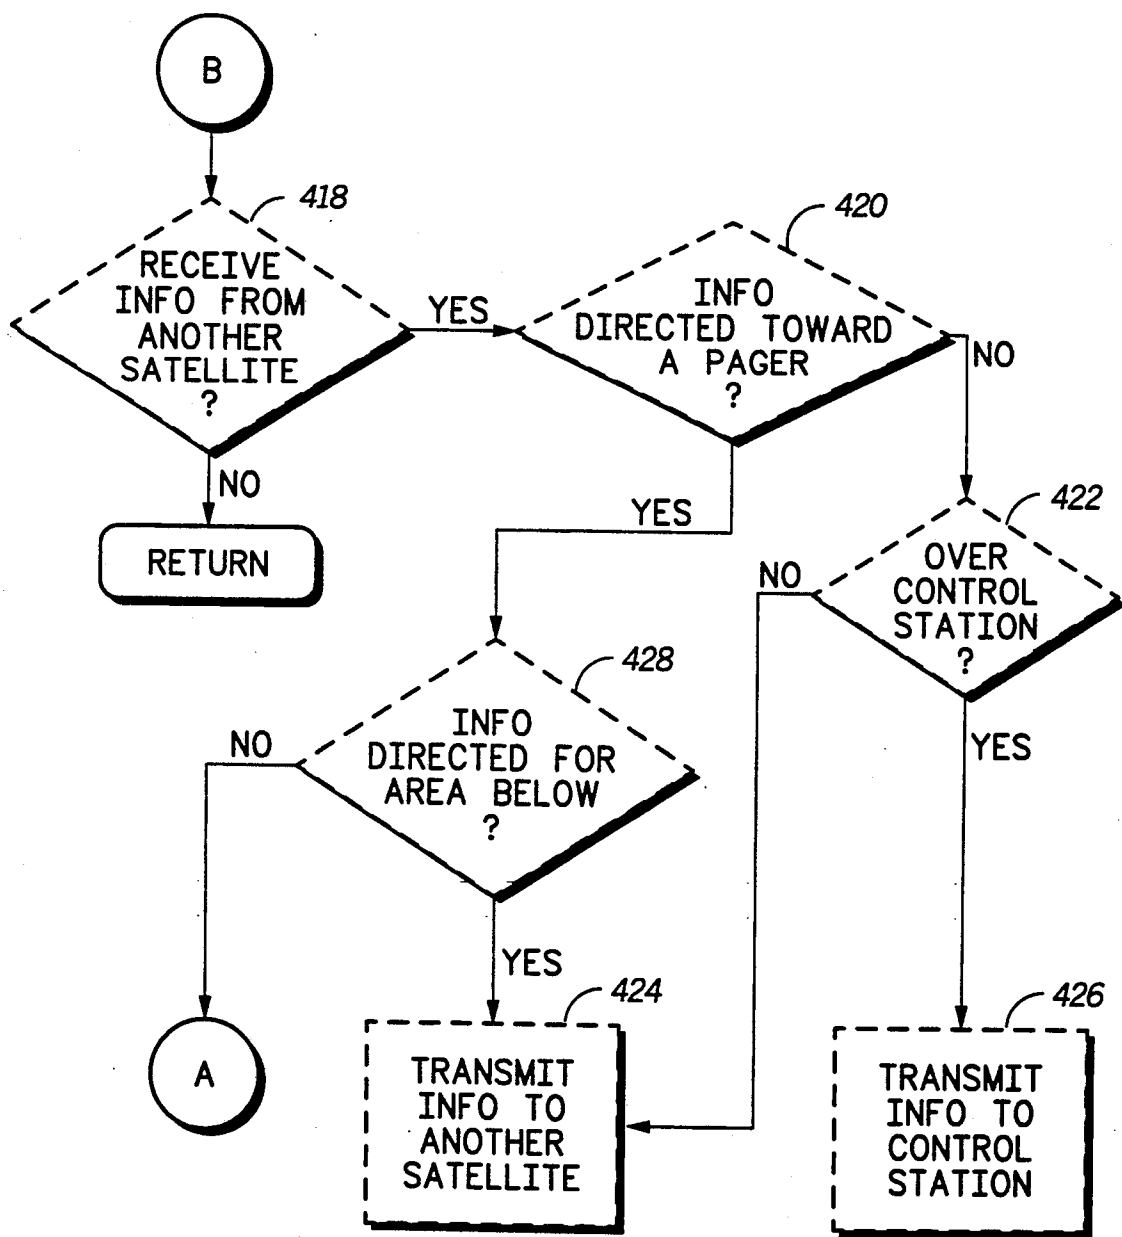 B
418
RECEIVE
INFO FROM
ANOTHER
SATELLITE
?
YES
420
INFO
DIRECTED TOWARD
A PAGER
?
NO
NO
RETURN
YES
422
OVER
CONTROL
STATION
?
NO
YES
428
INFO
DIRECTED FOR
AREA BELOW
?
NO
YES
A
424
TRANSMIT
INFO TO
ANOTHER
SATELLITE
426
TRANSMIT
INFO TO
CONTROL
STATION